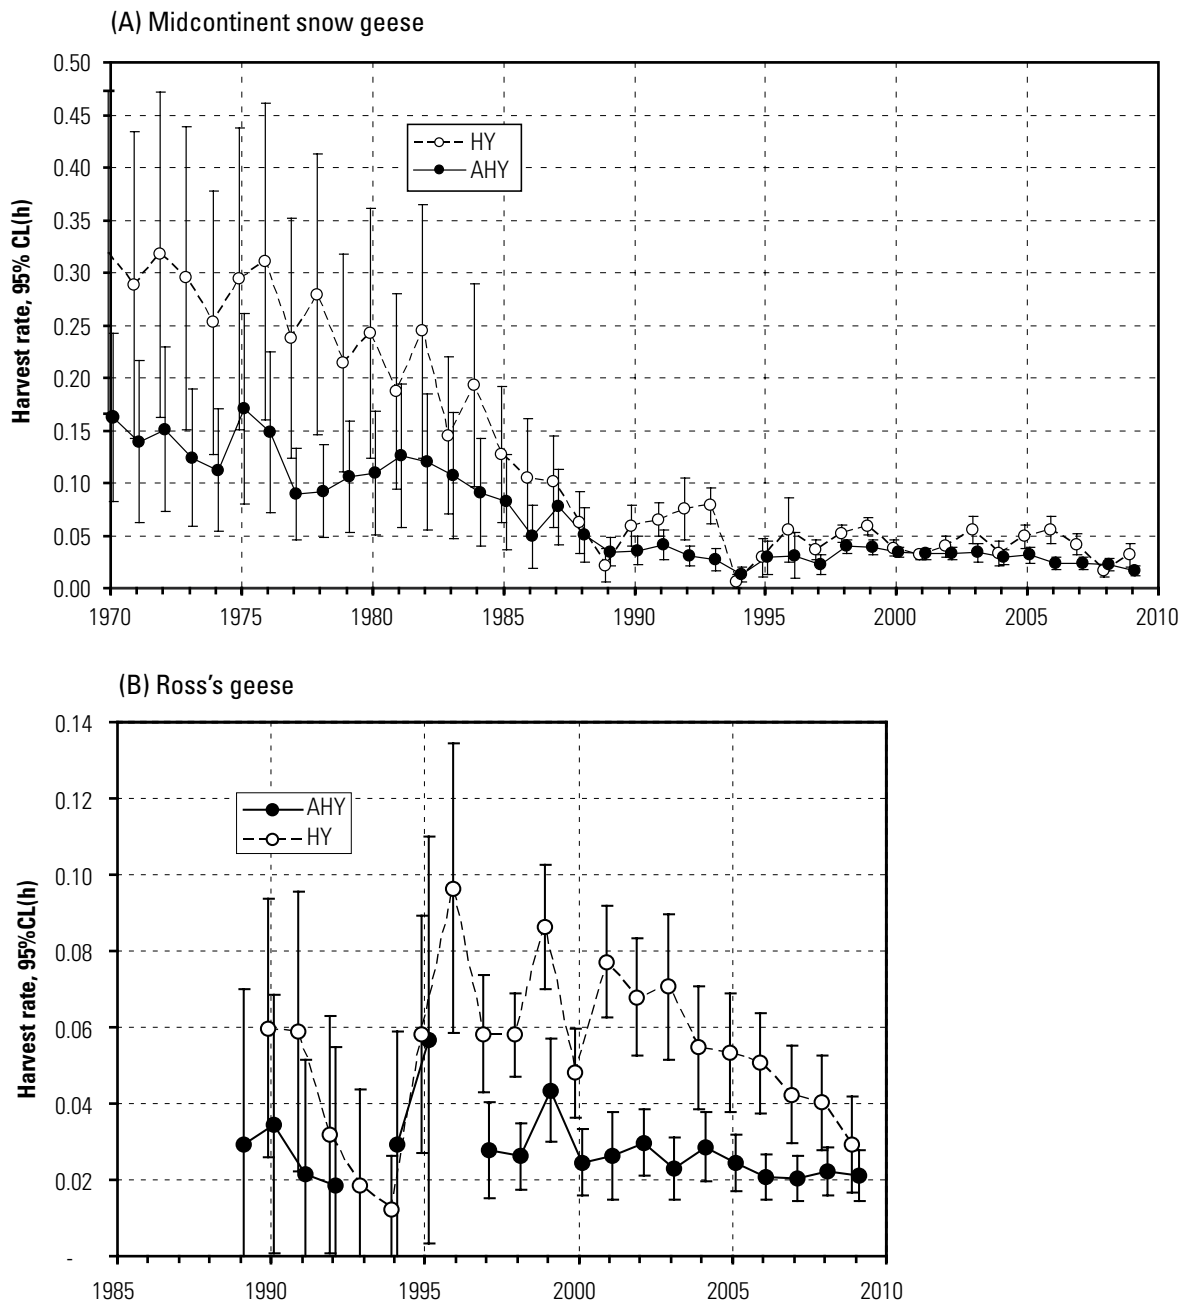 (A) Midcontinent snow geese
Harvest rate, 95% CL(h)
0.50
0.45
0.40
0.35
0.30
0.25
0.20
0.15
0.10
0.05
0.00
HY
AHY
1970 1975 1980 1985 1990 1995 2000 2005 2010
(B) Ross's geese
Harvest rate, 95%CL(h)
0.14
0.12
0.10
0.08
0.06
0.04
0.02
-
AHY
HY
1985 1990 1995 2000 2005 2010